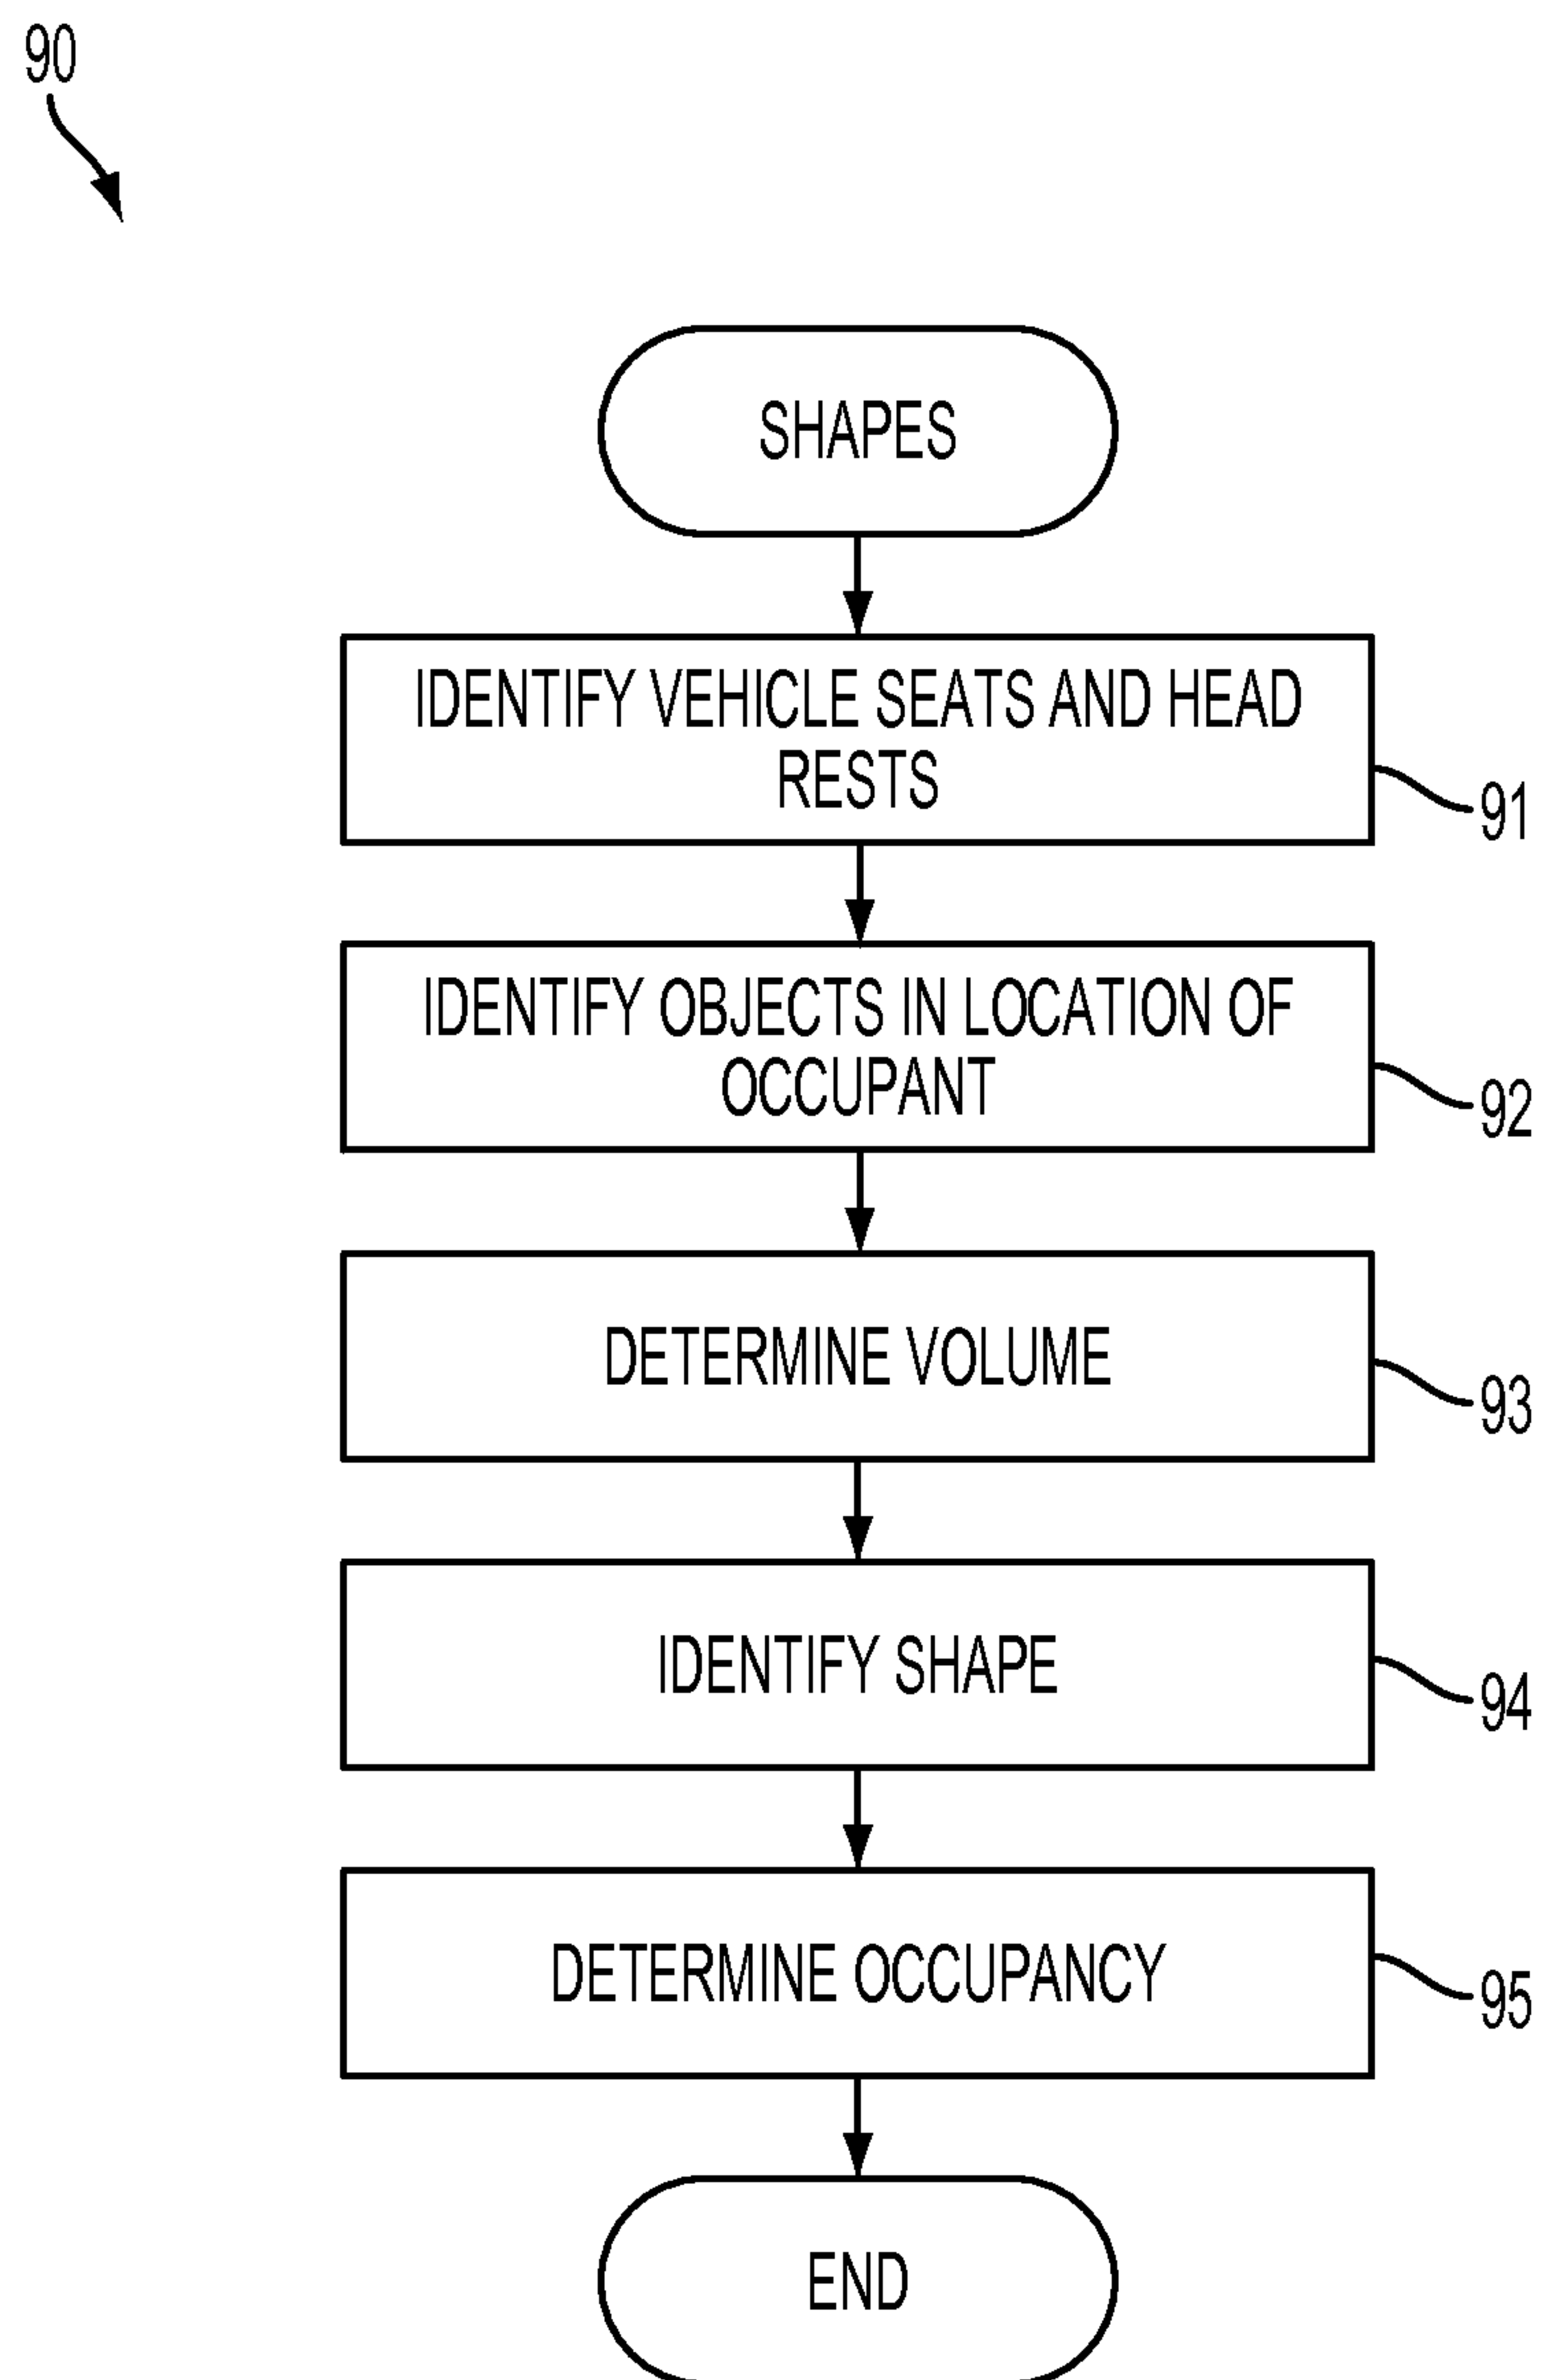 90
SHAPES
IDENTIFY VEHICLE SEATS AND HEAD
RESTS
91
IDENTIFY OBJECTS IN LOCATION OF
OCCUPANT
92
DETERMINE VOLUME
93
IDENTIFY SHAPE
94
DETERMINE OCCUPANCY
95
END